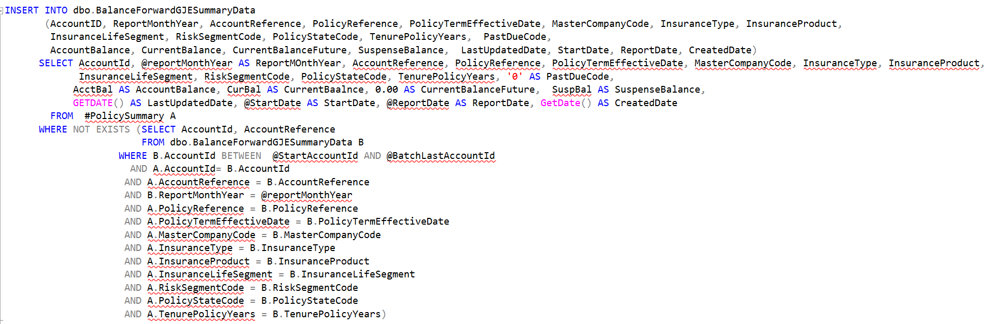 INSERT INTO dbo.BalanceForwardGJESummaryData
(AccountID, ReportMonthYear, AccountReference, PolicyReference, PolicyTermEffectiveDate, MasterCompanyCode, InsuranceType, InsuranceProduct,
InsuranceLifeSegment, RiskSegmentCode, PolicyStateCode, TenurePolicyYears,  PastDueCode,
AccountBalance, CurrentBalance, CurrentBalanceFuture, SuspenseBalance,  LastUpdatedDate, StartDate, ReportDate, CreatedDate)
SELECT AccountId, @reportMonthYear AS ReportMOnthYear, AccountReference, PolicyReference, PolicyTermEffectiveDate, MasterCompanyCode, InsuranceType, InsuranceProduct,
InsuranceLifeSegment, RiskSegmentCode, PolicyStateCode, TenurePolicyYears, '0' AS PastDueCode,
AcctBal AS AccountBalance, CurBal AS CurrentBaalnce, 0.00 AS CurrentBalanceFuture,  SuspBal AS SuspenseBalance,
GETDATE() AS LastUpdatedDate, @StartDate AS StartDate, @ReportDate AS ReportDate, GetDate() AS CreatedDate
FROM  #PolicySummary A
WHERE NOT EXISTS (SELECT AccountId, AccountReference
FROM dbo.BalanceForwardGJESummaryData B
WHERE B.AccountId BETWEEN  @StartAccountId AND @BatchLastAccountId
AND A.AccountId= B.AccountId
AND A.AccountReference = B.AccountReference
AND B.ReportMonthYear = @reportMonthYear
AND A.PolicyReference = B.PolicyReference
AND A.PolicyTermEffectiveDate = B.PolicyTermEffectiveDate
AND A.MasterCompanyCode = B.MasterCompanyCode
AND A.InsuranceType = B.InsuranceType
AND A.InsuranceProduct = B.InsuranceProduct
AND A.InsuranceLifeSegment = B.InsuranceLifeSegment
AND A.RiskSegmentCode = B.RiskSegmentCode
AND A.PolicyStateCode = B.PolicyStateCode
AND A.TenurePolicyYears = B.TenurePolicyYears)